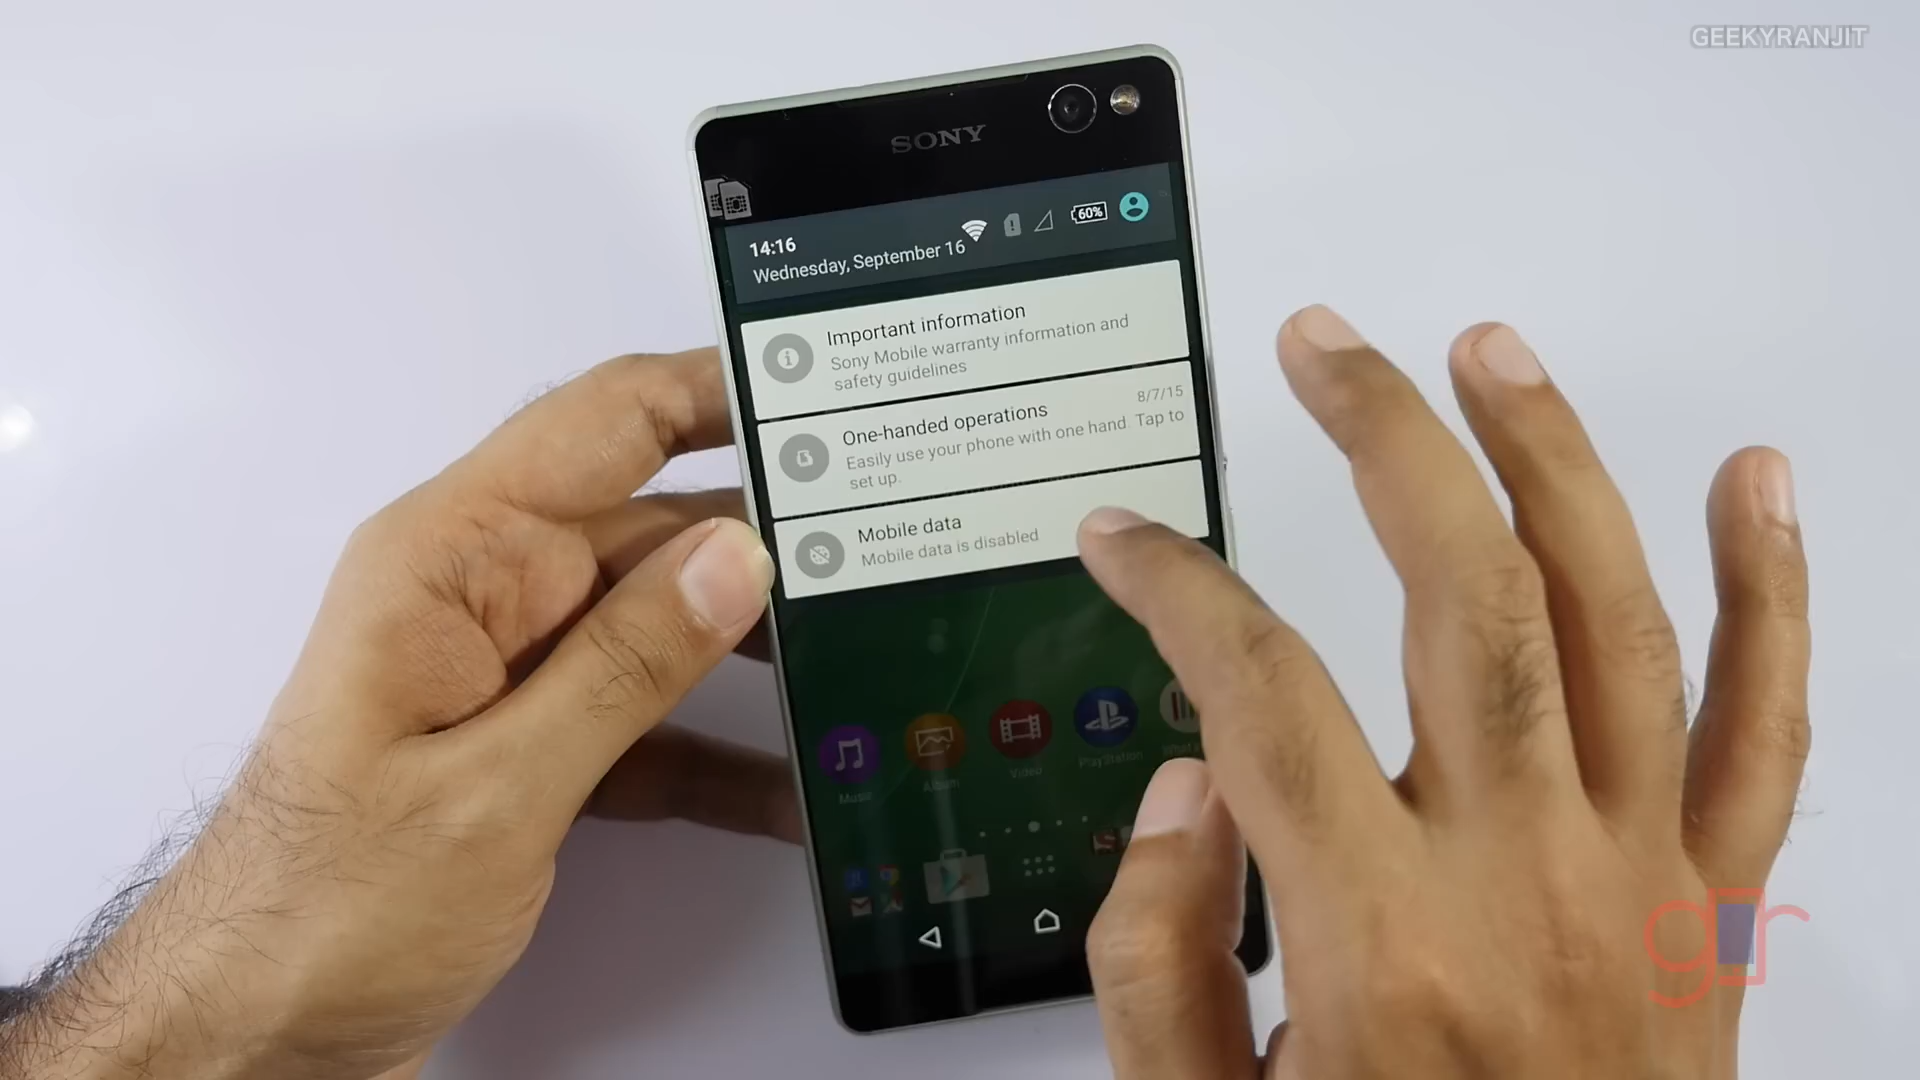 GEEKYRANJIT
SONY
14:16
60%
Wednesday, September 16
Important information
Sony Mobile warranty information and
safety guidelines
One-handed operations
8/7/15
Easily use your phone with one hand. Tap to
set up.
Mobile data
Mobile data is disabled
Music
Album
Video
PlayStation
gr